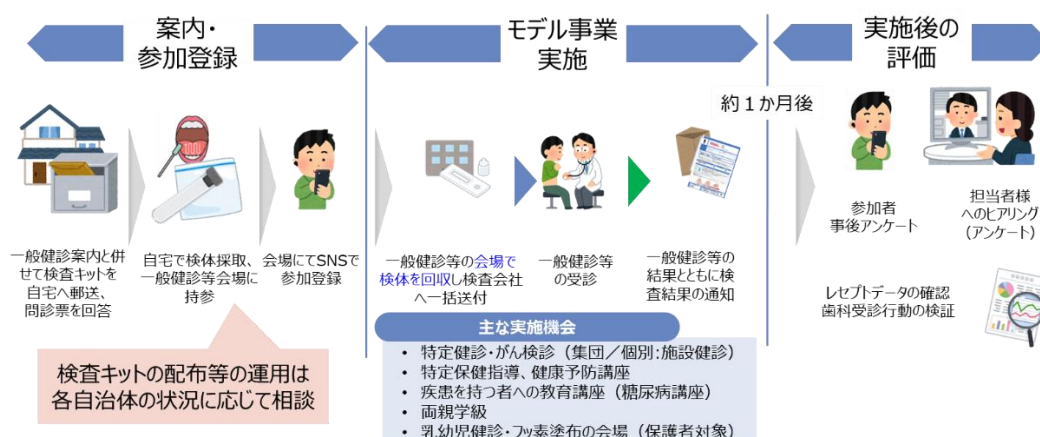 案内・
参加登録
モデル事業
実施
実施後の
評価
約１か月後
一般健診案内と併
せて検査キットを
自宅へ郵送、
問診票を回答
自宅で検体採取、
一般健診等会場に
持参
会場にてSNSで
参加登録
一般健診等の会場で
検体を回収し検査会社
へ一括送付
一般健診等
の受診
一般健診等の
結果とともに検
査結果の通知
参加者
事後アンケート
担当者様
へのヒアリング
（アンケート）
レセプトデータの確認
歯科受診行動の検証
検査キットの配布等の運用は
各自治体の状況に応じて相談
主な実施機会
• 特定健診・がん検診（集団／個別:施設健診）
• 特定保健指導、健康予防講座
• 疾患を持つ者への教育講座（糖尿病講座）
• 両親学級
• 乳幼児健診・フッ素塗布の会場（保護者対象）